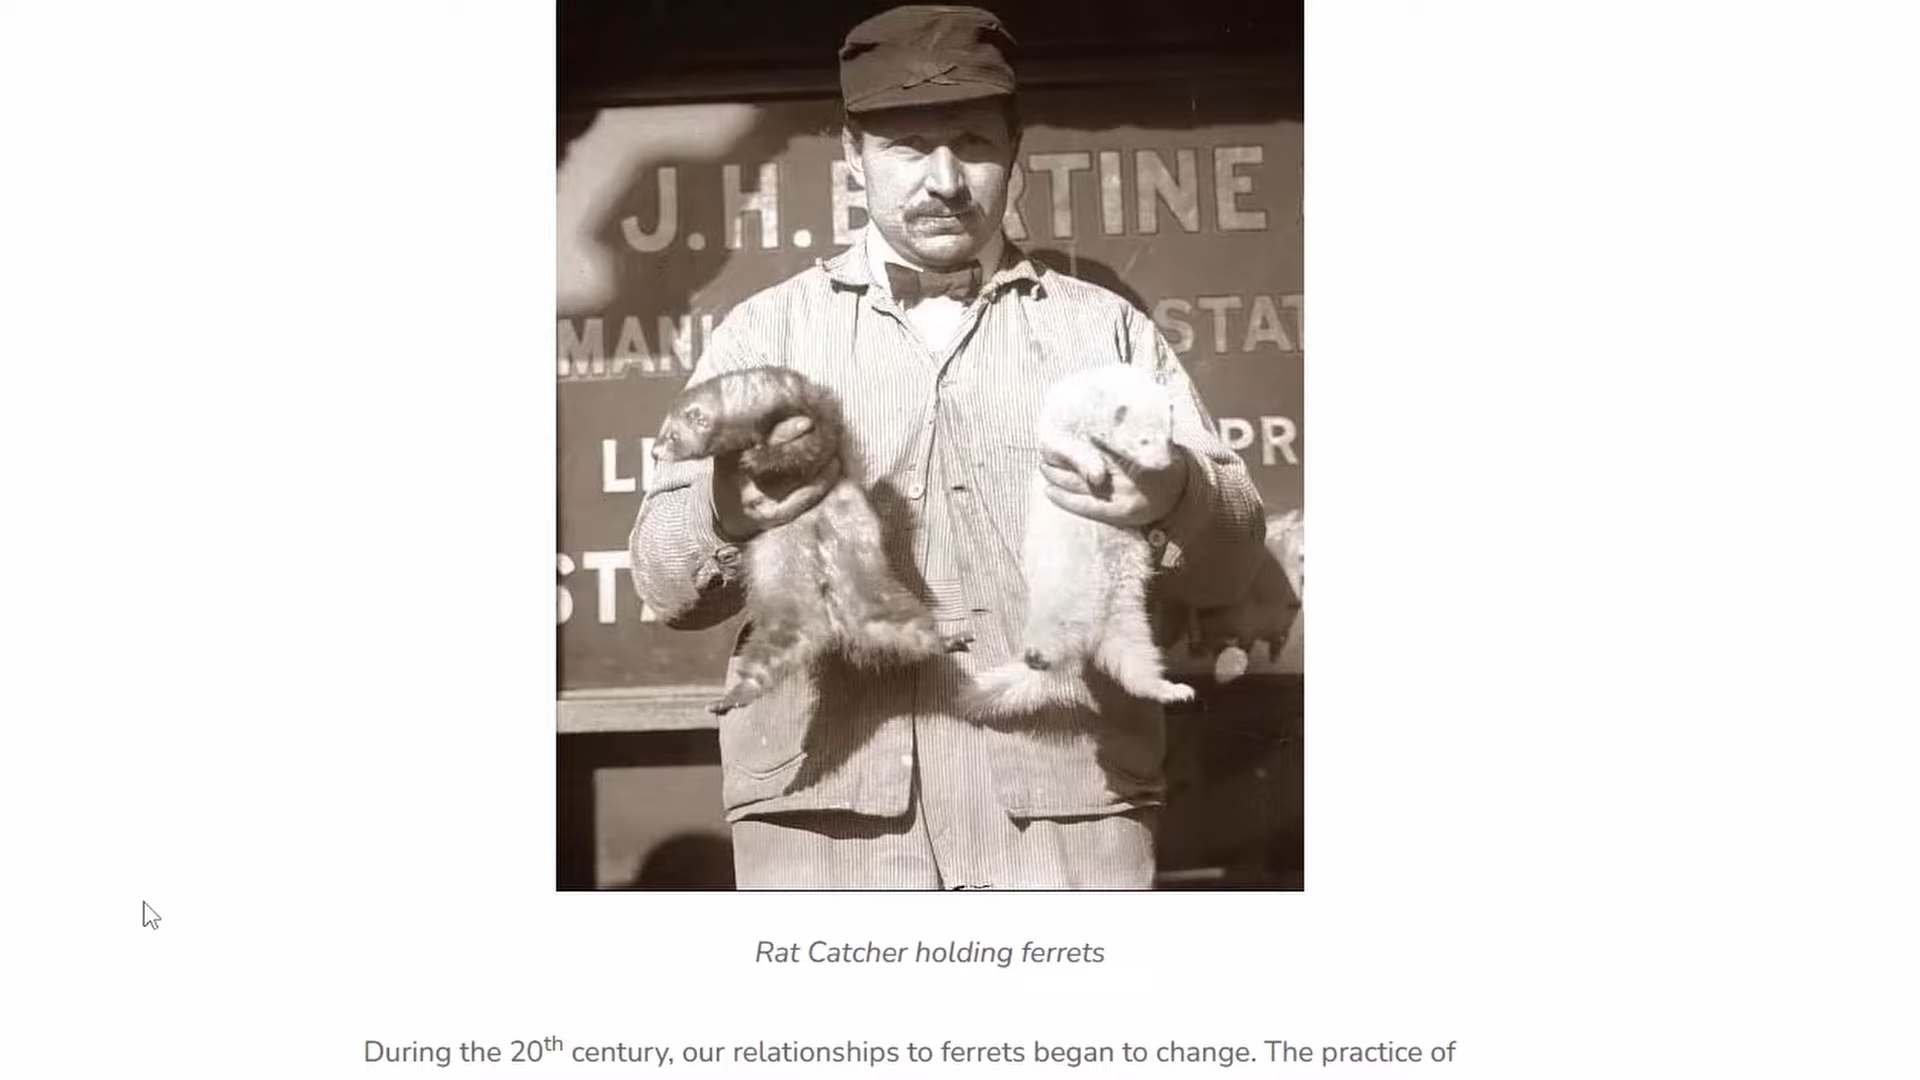 J.H.B RTINE
MAN STAT
L PR
ST
Rat Catcher holding ferrets
During the 20th century, our relationships to ferrets began to change. The practice of